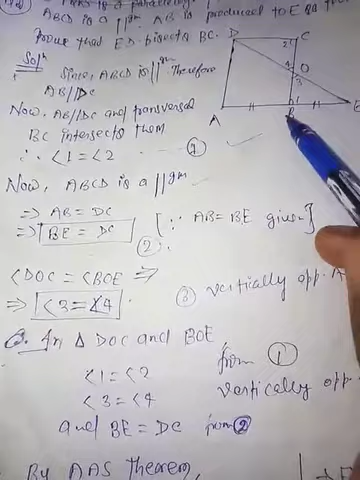 ABCD is a ||gm AB is produced to E so that
Prove that ED bisects BC.
Solⁿ
Since, ABCD is ||gm. Therefore
AB//DC
Now, AB//DC and transversal
BC intersects them
∴ <1 = <2 — ①
Now, ABCD is a ||gm
⇒ AB = DC
⇒ BE = DC [∵ AB = BE given]
②
<DOC = <BOE ⇒
⇒ <3 = <4 . ③ vertically opp. A
In Δ DOC and BOE
<1 = <2 from ①
<3 = <4 vertically opp.
and BE = DC from ②
By AAS Theorem,
D
C
2
4
O
3
1
A
B
E